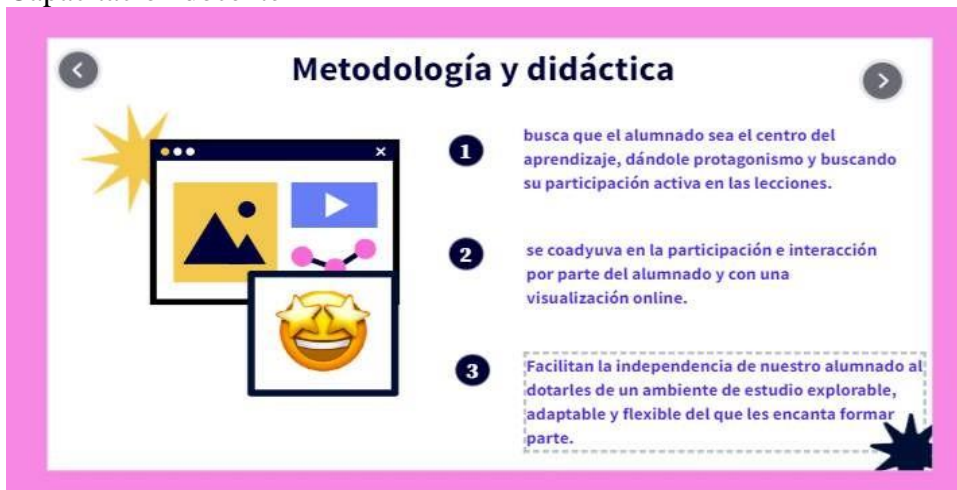 Metodología y didáctica
1
busca que el alumnado sea el centro del
aprendizaje, dándole protagonismo y buscando
su participación activa en las lecciones.
2
se coadyuva en la participación e interacción
por parte del alumnado y con una
visualización online.
3
Facilitan la independencia de nuestro alumnado al
dotarles de un ambiente de estudio explorable,
adaptable y flexible del que les encanta formar
parte.